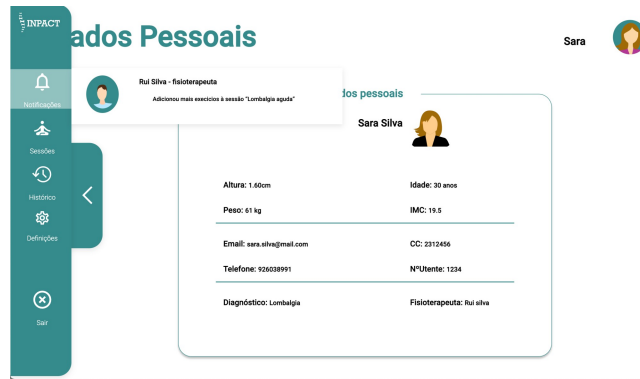 INPACT
ados Pessoais
Sara
Notificações
Rui Silva - fisioterapeuta
Adicionou mais execicios à sessão "Lombalgia aguda"
dos pessoais
Sara Silva
Sessões
Histórico
Definições
Sair
Altura: 1.60cm
Idade: 30 anos
Peso: 61 kg
IMC: 19.5
Email: sara.silva@mail.com
CC: 2312456
Telefone: 926038991
NºUtente: 1234
Diagnóstico: Lombalgia
Fisioterapeuta: Rui silva